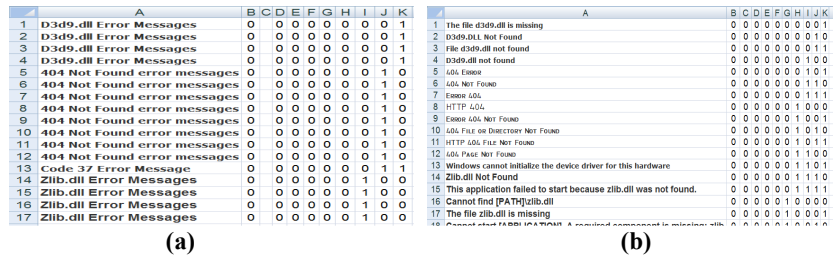 A B C D E F G H I J K
1 D3d9.dll Error Messages 0 0 0 0 0 0 0 0 1
2 D3d9.dll Error Messages 0 0 0 0 0 0 0 0 1
3 D3d9.dll Error Messages 0 0 0 0 0 0 0 0 1
4 D3d9.dll Error Messages 0 0 0 0 0 0 0 0 1
5 404 Not Found error messages 0 0 0 0 0 0 0 1 0
6 404 Not Found error messages 0 0 0 0 0 0 0 1 0
7 404 Not Found error messages 0 0 0 0 0 0 0 1 0
8 404 Not Found error messages 0 0 0 0 0 0 0 1 0
9 404 Not Found error messages 0 0 0 0 0 0 0 1 0
10 404 Not Found error messages 0 0 0 0 0 0 0 1 0
11 404 Not Found error messages 0 0 0 0 0 0 0 1 0
12 404 Not Found error messages 0 0 0 0 0 0 0 1 0
13 Code 37 Error Message 0 0 0 0 0 0 0 1 1
14 Zlib.dll Error Messages 0 0 0 0 0 0 1 0 0
15 Zlib.dll Error Messages 0 0 0 0 0 0 1 0 0
16 Zlib.dll Error Messages 0 0 0 0 0 0 1 0 0
17 Zlib.dll Error Messages 0 0 0 0 0 0 1 0 0
(a)
A B C D E F G H I J K
1 The file d3d9.dll is missing 0 0 0 0 0 0 0 0 0 1
2 D3d9.DLL Not Found 0 0 0 0 0 0 0 0 1 0
3 File d3d9.dll not found 0 0 0 0 0 0 0 0 1 1
4 D3d9.dll not found 0 0 0 0 0 0 0 1 0 0
5 404 Error 0 0 0 0 0 0 0 1 0 1
6 404 Not Found 0 0 0 0 0 0 0 1 1 0
7 Error 404 0 0 0 0 0 0 0 1 1 1
8 HTTP 404 0 0 0 0 0 0 1 0 0 0
9 Error 404 Not Found 0 0 0 0 0 0 1 0 0 1
10 404 File or Directory Not Found 0 0 0 0 0 0 1 0 1 0
11 HTTP 404 File Not Found 0 0 0 0 0 0 1 0 1 1
12 404 Page Not Found 0 0 0 0 0 0 1 1 0 0
13 Windows cannot initialize the device driver for this hardware 0 0 0 0 0 0 1 1 0 1
14 Zlib.dll Not Found 0 0 0 0 0 0 1 1 1 0
15 This application failed to start because zlib.dll was not found. 0 0 0 0 0 0 1 1 1 1
16 Cannot find [PATH]\zlib.dll 0 0 0 0 0 1 0 0 0 0
17 The file zlib.dll is missing 0 0 0 0 0 1 0 0 0 1
18 Cannot start [APPLICATION]. A required component is missing: zlib 0 0 0 0 0 1 0 0 1 0
(b)